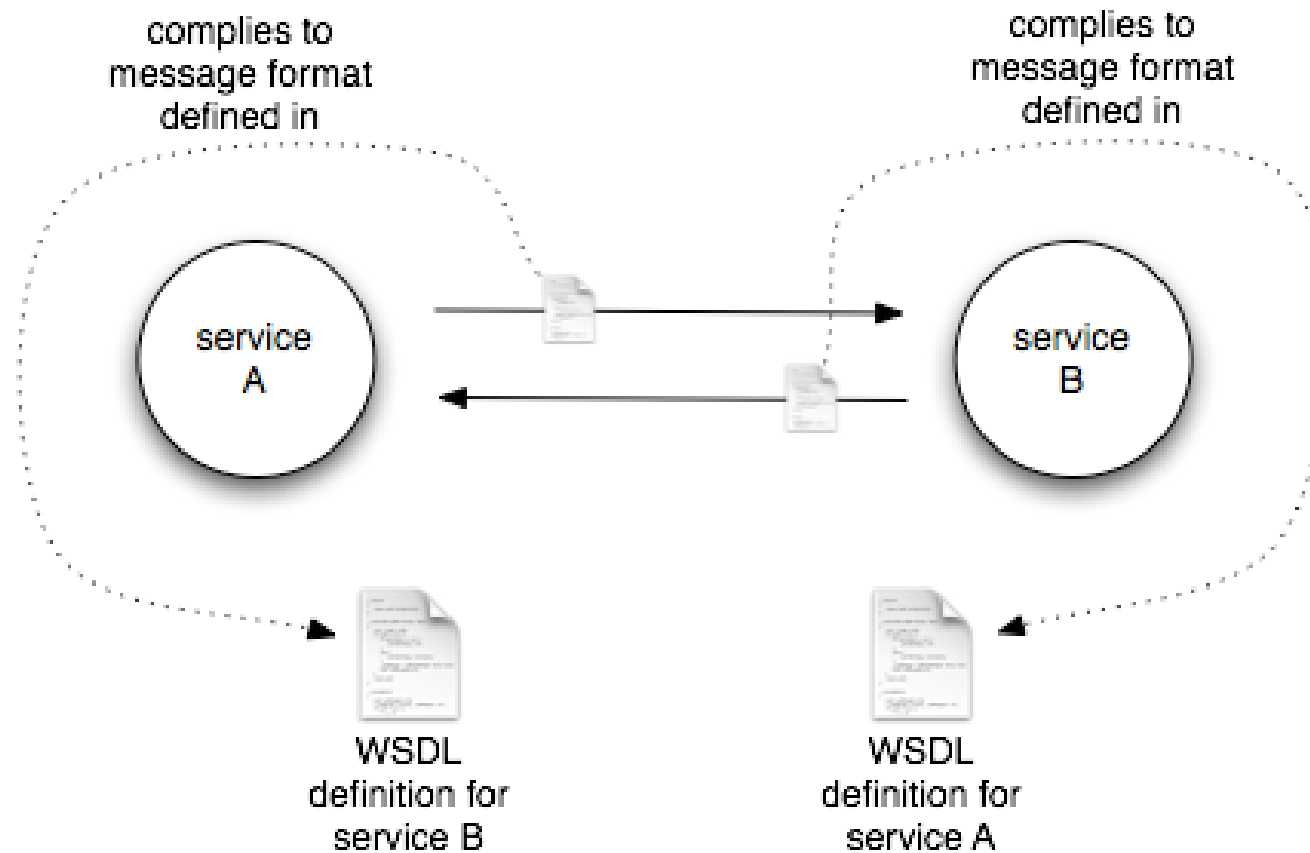 complies to
message format
defined in
complies to
message format
defined in
service
A
service
B
WSDL
definition for
service B
WSDL
definition for
service A